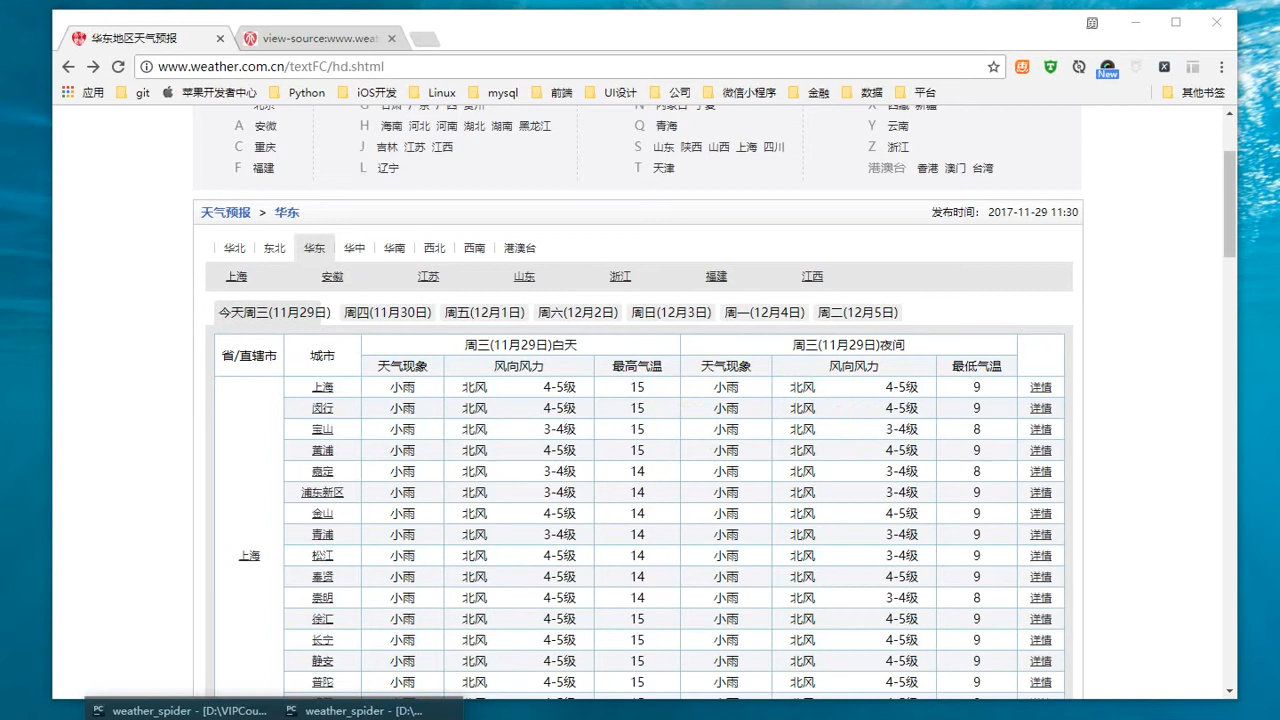 华东地区天气预报
view-source:www.weat
www.weather.com.cn/textFC/hd.shtml
New
应用 git 苹果开发者中心 Python iOS开发 Linux mysql 前端 UI设计 公司 微信小程序 金融 数据 平台 其他书签
北京 G 甘肃 广东 广西 贵州 N 内蒙古 宁夏 X 西藏 新疆
A 安徽 H 海南 河北 河南 湖北 湖南 黑龙江 Q 青海 Y 云南
C 重庆 J 吉林 江苏 江西 S 山东 陕西 山西 上海 四川 Z 浙江
F 福建 L 辽宁 T 天津 港澳台 香港 澳门 台湾
天气预报 > 华东 发布时间: 2017-11-29 11:30
华北 东北 华东 华中 华南 西北 西南 港澳台
上海 安徽 江苏 山东 浙江 福建 江西
今天周三(11月29日) 周四(11月30日) 周五(12月1日) 周六(12月2日) 周日(12月3日) 周一(12月4日) 周二(12月5日)
省/直辖市 城市 周三(11月29日)白天 周三(11月29日)夜间
天气现象 风向风力 最高气温 天气现象 风向风力 最低气温
上海 小雨 北风 4-5级 15 小雨 北风 4-5级 9 详情
闵行 小雨 北风 4-5级 15 小雨 北风 4-5级 9 详情
宝山 小雨 北风 3-4级 15 小雨 北风 3-4级 8 详情
黄浦 小雨 北风 4-5级 15 小雨 北风 4-5级 9 详情
嘉定 小雨 北风 3-4级 14 小雨 北风 3-4级 8 详情
浦东新区 小雨 北风 3-4级 14 小雨 北风 3-4级 9 详情
金山 小雨 北风 4-5级 14 小雨 北风 4-5级 9 详情
青浦 小雨 北风 3-4级 14 小雨 北风 3-4级 9 详情
上海 松江 小雨 北风 4-5级 14 小雨 北风 3-4级 9 详情
奉贤 小雨 北风 4-5级 14 小雨 北风 4-5级 9 详情
崇明 小雨 北风 4-5级 14 小雨 北风 3-4级 8 详情
徐汇 小雨 北风 4-5级 15 小雨 北风 4-5级 9 详情
长宁 小雨 北风 4-5级 15 小雨 北风 4-5级 9 详情
静安 小雨 北风 4-5级 15 小雨 北风 4-5级 9 详情
普陀 小雨 北风 4-5级 15 小雨 北风 4-5级 9 详情
weather_spider - [D:\VIPCou... weather_spider - [D:\...